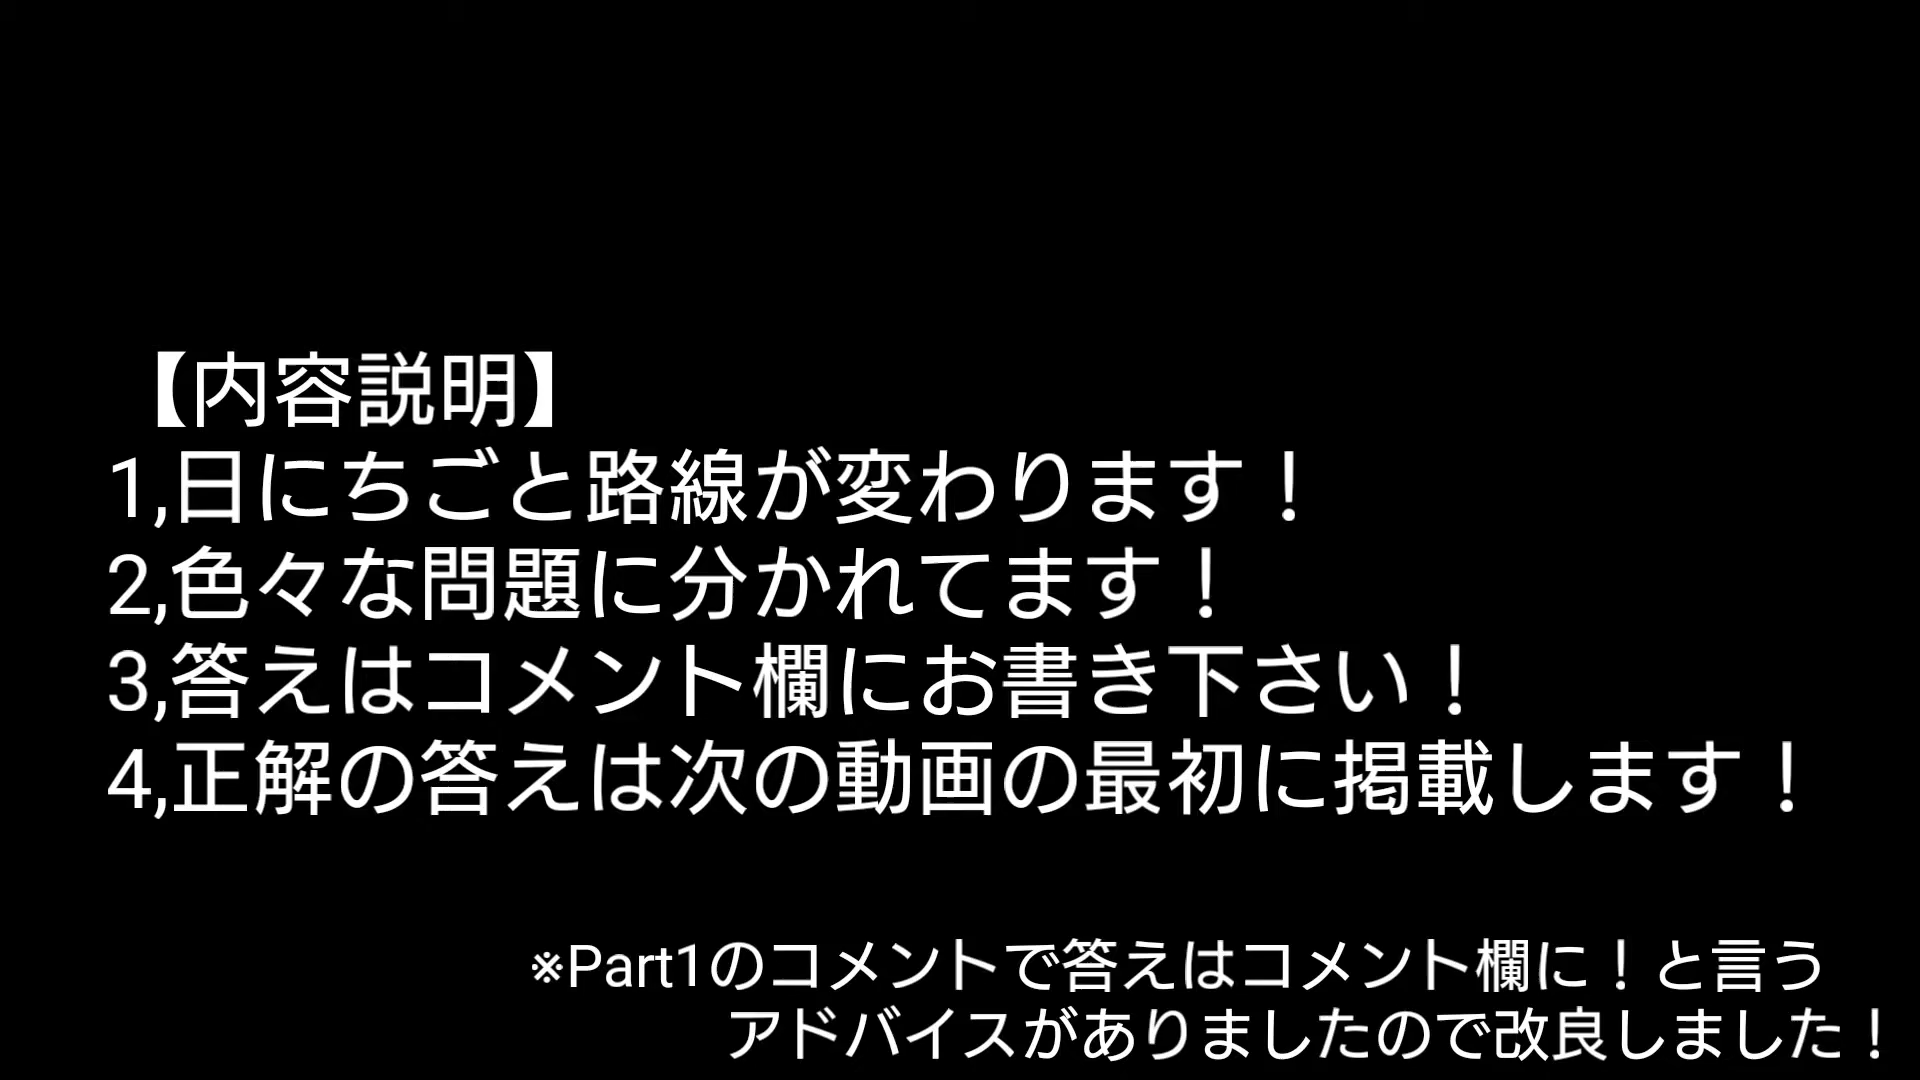 【内容説明】
1,日にちごと路線が変わります！
2,色々な問題に分かれてます！
3,答えはコメント欄にお書き下さい！
4,正解の答えは次の動画の最初に掲載します！
※Part1のコメントで答えはコメント欄に！と言う
アドバイスがありましたので改良しました！